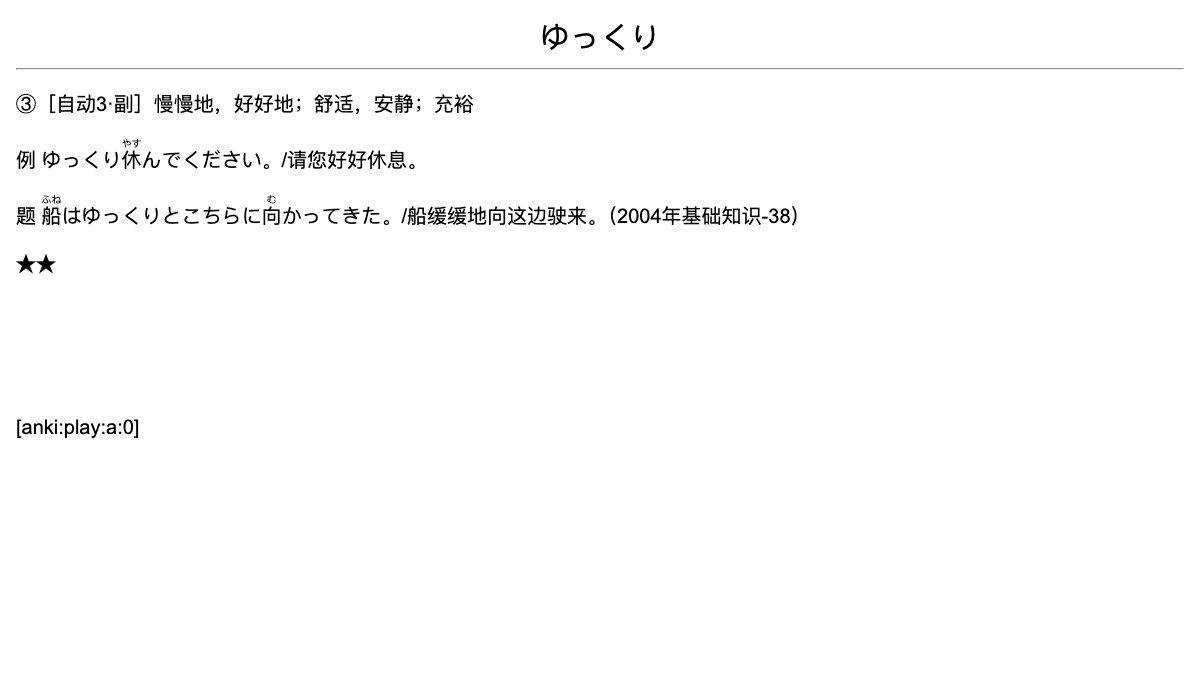 ゆっくり
③［自动3·副］慢慢地，好好地；舒适，安静；充裕
やす
例 ゆっくり休んでください。/请您好好休息。
ふね む
题 船はゆっくりとこちらに向かってきた。/船缓缓地向这边驶来。（2004年基础知识-38）
★★
[anki:play:a:0]